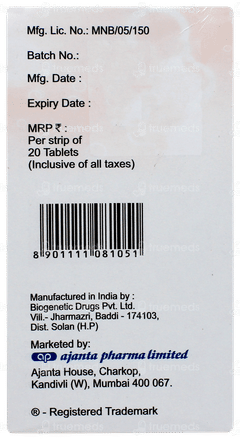 Mfg. Lic. No.: MNB/05/150
Batch No.:
Mfg. Date :
Expiry Date :
MRP ₹ :
Per strip of
20 Tablets
(Inclusive of all taxes)
8 901111 081051
Manufactured in India by :
Biogenetic Drugs Pvt. Ltd.
Vill.- Jharmazri, Baddi - 174103,
Dist. Solan (H.P)
Marketed by:
ap ajanta pharma limited
Ajanta House, Charkop,
Kandivli (W), Mumbai 400 067.
® - Registered Trademark